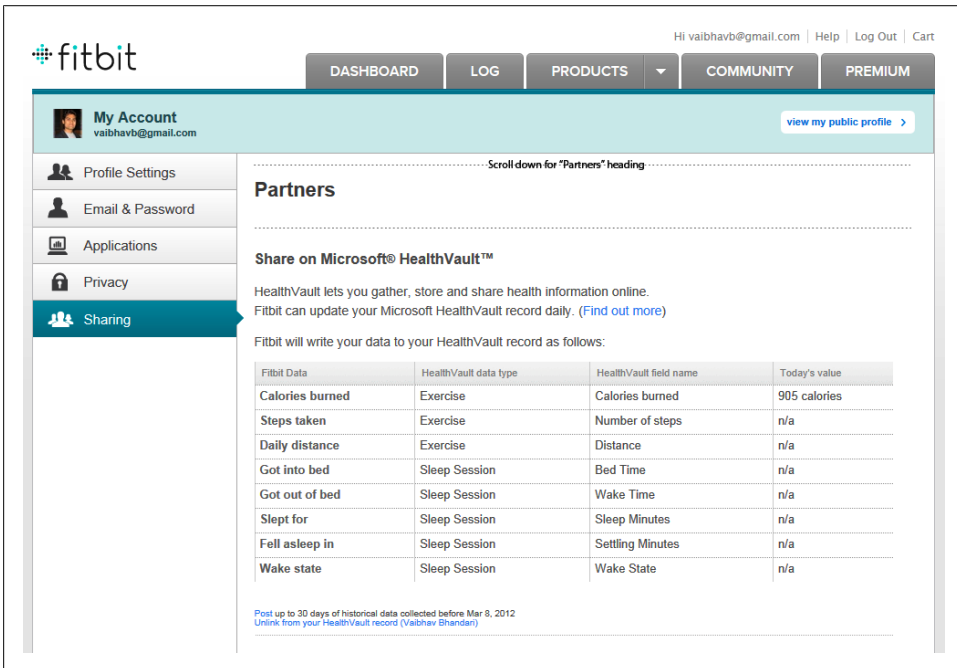 Hi vaibhavb@gmail.com | Help | Log Out | Cart
fitbit
DASHBOARD LOG PRODUCTS COMMUNITY PREMIUM
My Account
vaibhavb@gmail.com
view my public profile >
Profile Settings
Email & Password
Applications
Privacy
Sharing
Scroll down for "Partners" heading
Partners
Share on Microsoft® HealthVault™
HealthVault lets you gather, store and share health information online.
Fitbit can update your Microsoft HealthVault record daily. (Find out more)
Fitbit will write your data to your HealthVault record as follows:
Fitbit Data HealthVault data type HealthVault field name Today's value
Calories burned Exercise Calories burned 905 calories
Steps taken Exercise Number of steps n/a
Daily distance Exercise Distance n/a
Got into bed Sleep Session Bed Time n/a
Got out of bed Sleep Session Wake Time n/a
Slept for Sleep Session Sleep Minutes n/a
Fell asleep in Sleep Session Settling Minutes n/a
Wake state Sleep Session Wake State n/a
Post up to 30 days of historical data collected before Mar 8, 2012
Unlink from your HealthVault record (Vaibhav Bhandari)